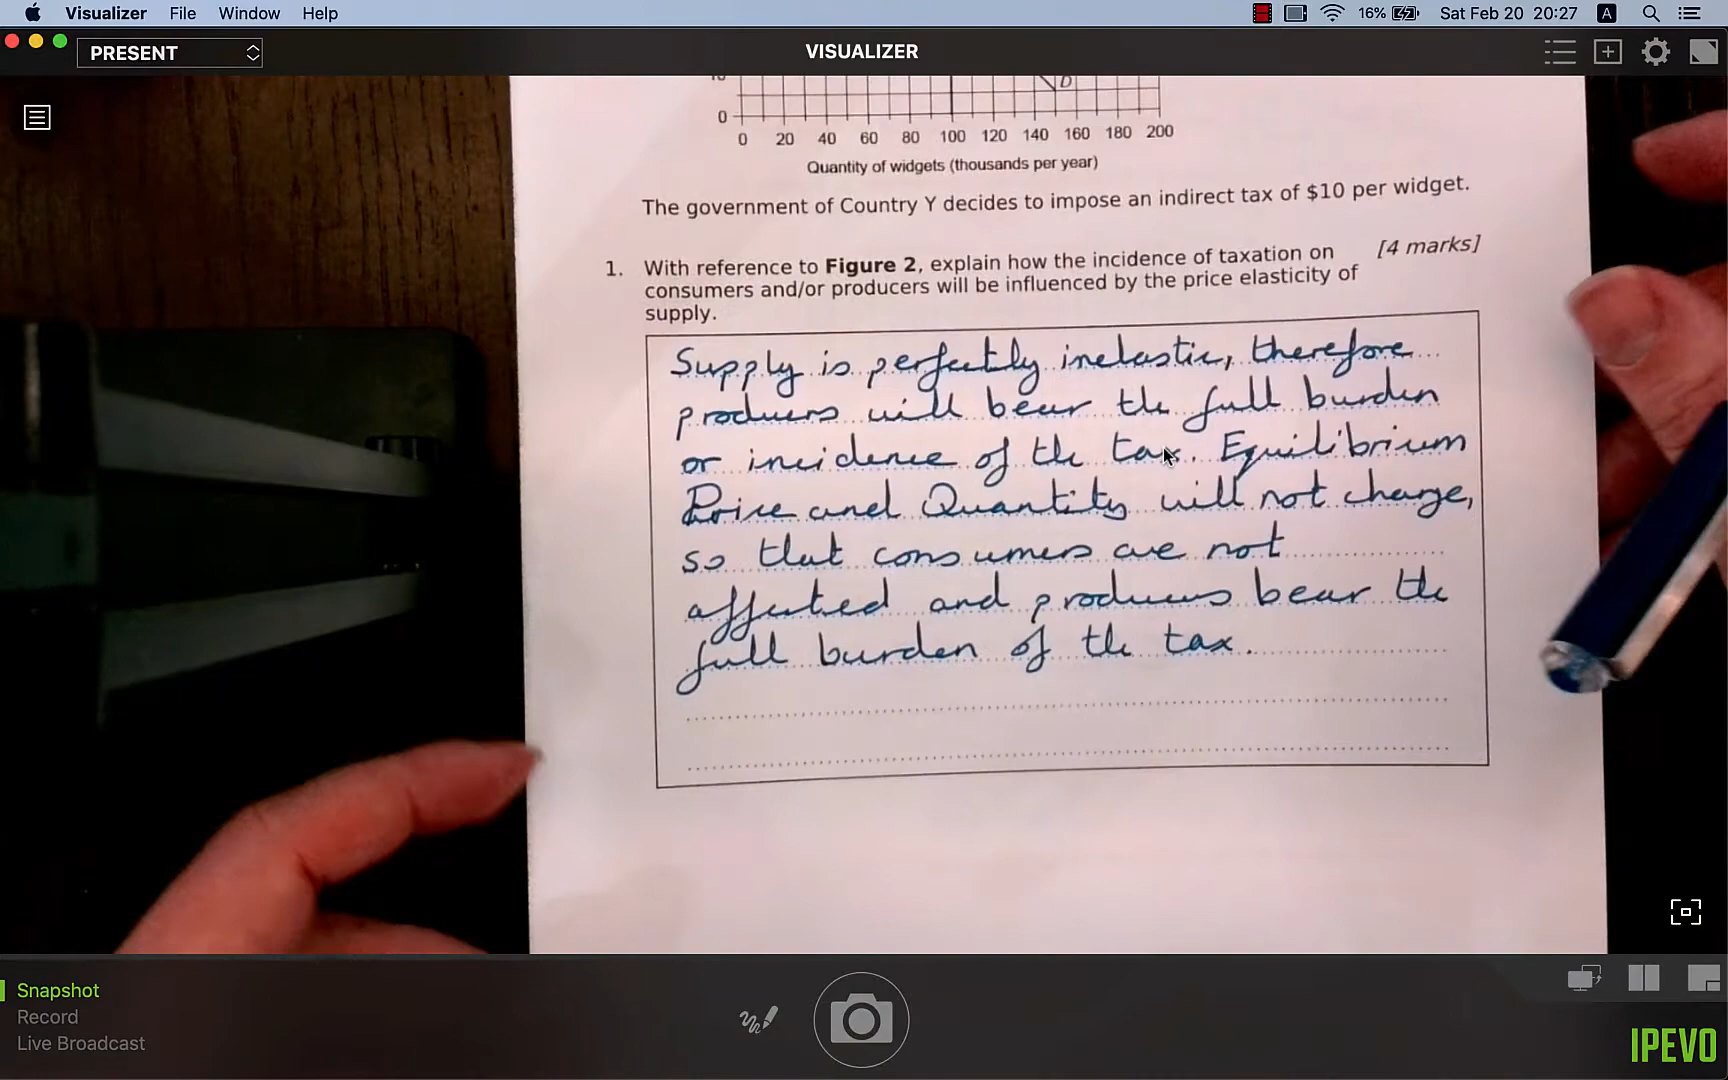 Visualizer File Window Help 16% Sat Feb 20 20:27 A
PRESENT VISUALIZER
10 D
0
0 20 40 60 80 100 120 140 160 180 200
Quantity of widgets (thousands per year)
The government of Country Y decides to impose an indirect tax of $10 per widget.
1. With reference to Figure 2, explain how the incidence of taxation on [4 marks]
consumers and/or producers will be influenced by the price elasticity of
supply.
Supply is perfectly inelastic, therefore
producers will bear the full burden
or incidence of the tax. Equilibrium
Price and Quantity will not change,
so that consumers are not
affected and producers bear the
full burden of the tax.
Snapshot
Record
Live Broadcast
IPEVO